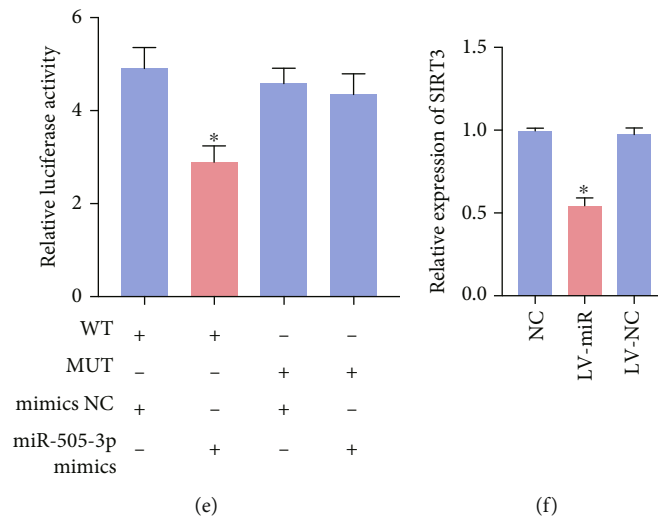 Relative luciferase activity
6
4
2
0
*
WT + + – –
MUT – – + +
mimics NC + – + –
miR-505-3p
mimics – + – +
(e)
Relative expression of SIRT3
1.5
1.0
0.5
0.0
*
NC
LV-miR
LV-NC
(f)